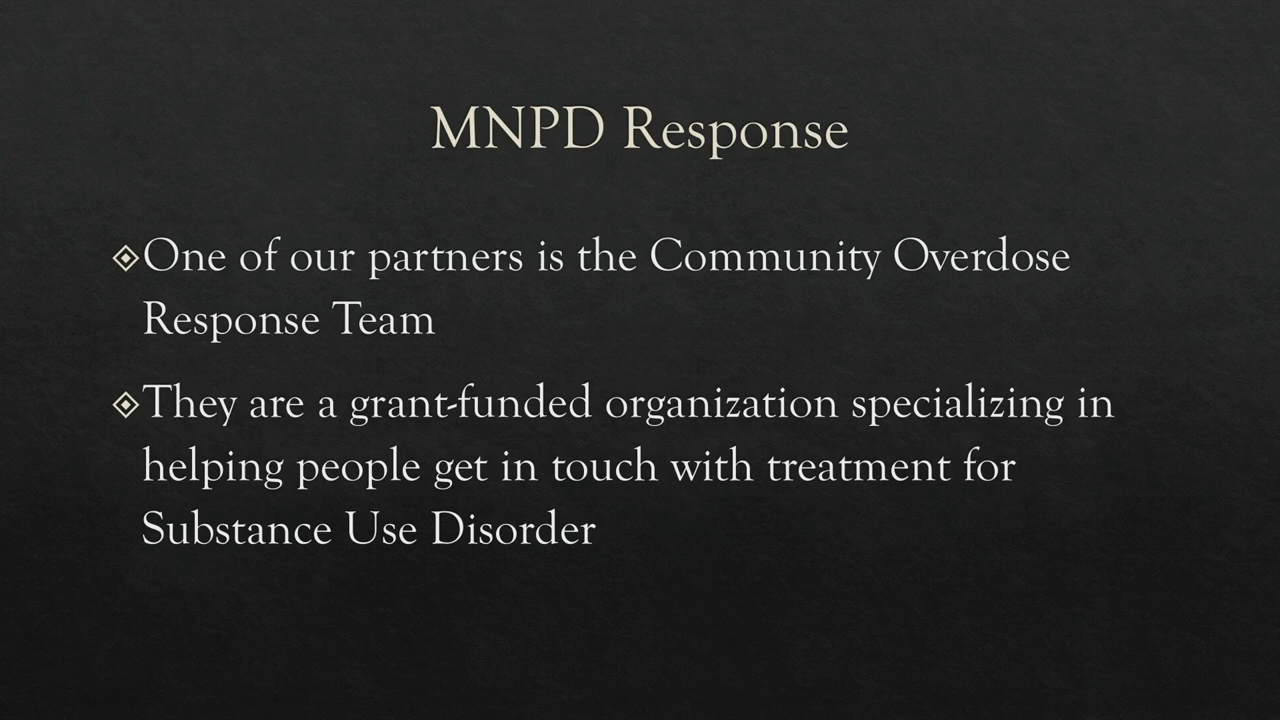 MNPD Response
One of our partners is the Community Overdose
Response Team
They are a grant-funded organization specializing in
helping people get in touch with treatment for
Substance Use Disorder